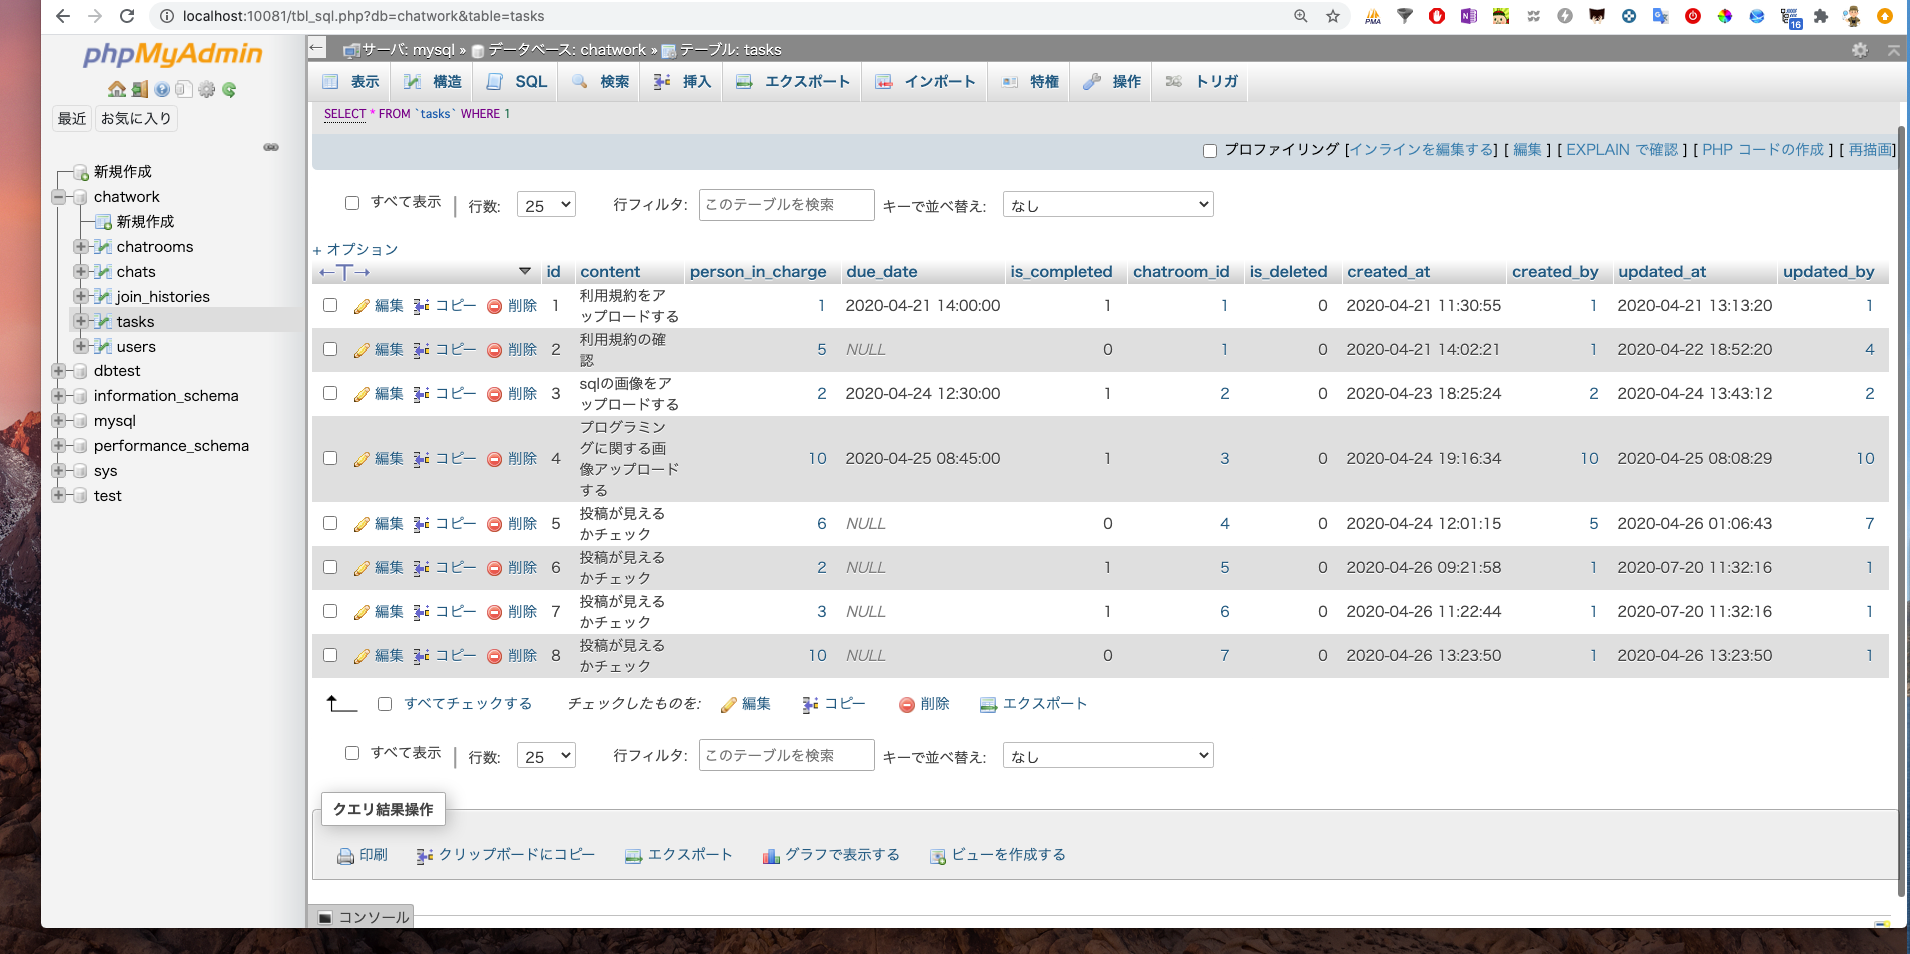 localhost:10081/tbl_sql.php?db=chatwork&table=tasks
PMA
16
phpMyAdmin
最近 お気に入り
新規作成
chatwork
新規作成
chatrooms
chats
join_histories
tasks
users
dbtest
information_schema
mysql
performance_schema
sys
test
サーバ: mysql » データベース: chatwork » テーブル: tasks
表示 構造 SQL 検索 挿入 エクスポート インポート 特権 操作 トリガ
SELECT * FROM `tasks` WHERE 1
プロファイリング [インラインを編集する] [ 編集 ] [ EXPLAIN で確認 ] [ PHP コードの作成 ] [ 再描画]
すべて表示 | 行数: 25 行フィルタ: このテーブルを検索 キーで並べ替え: なし
+ オプション
←T→ id content person_in_charge due_date is_completed chatroom_id is_deleted created_at created_by updated_at updated_by
編集 コピー 削除 1 利用規約をア
ップロードする 1 2020-04-21 14:00:00 1 1 0 2020-04-21 11:30:55 1 2020-04-21 13:13:20 1
編集 コピー 削除 2 利用規約の確
認 5 NULL 0 1 0 2020-04-21 14:02:21 1 2020-04-22 18:52:20 4
編集 コピー 削除 3 sqlの画像をア
ップロードする 2 2020-04-24 12:30:00 1 2 0 2020-04-23 18:25:24 2 2020-04-24 13:43:12 2
編集 コピー 削除 4 プログラミン
グに関する画
像アップロード
する 10 2020-04-25 08:45:00 1 3 0 2020-04-24 19:16:34 10 2020-04-25 08:08:29 10
編集 コピー 削除 5 投稿が見える
かチェック 6 NULL 0 4 0 2020-04-24 12:01:15 5 2020-04-26 01:06:43 7
編集 コピー 削除 6 投稿が見える
かチェック 2 NULL 1 5 0 2020-04-26 09:21:58 1 2020-07-20 11:32:16 1
編集 コピー 削除 7 投稿が見える
かチェック 3 NULL 1 6 0 2020-04-26 11:22:44 1 2020-07-20 11:32:16 1
編集 コピー 削除 8 投稿が見える
かチェック 10 NULL 0 7 0 2020-04-26 13:23:50 1 2020-04-26 13:23:50 1
すべてチェックする チェックしたものを: 編集 コピー 削除 エクスポート
すべて表示 | 行数: 25 行フィルタ: このテーブルを検索 キーで並べ替え: なし
クエリ結果操作
印刷 クリップボードにコピー エクスポート グラフで表示する ビューを作成する
コンソール